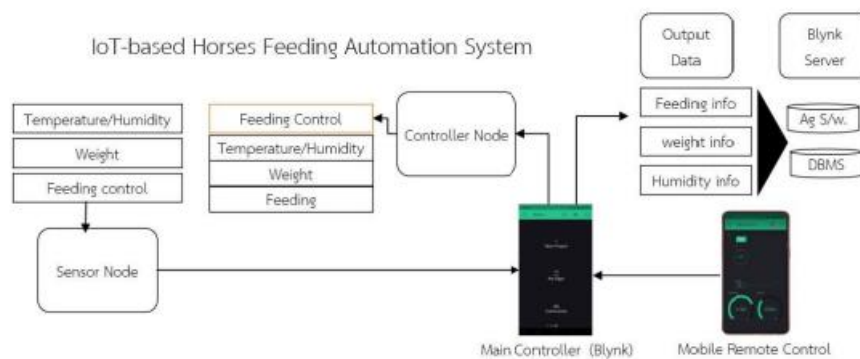 IoT-based Horses Feeding Automation System
Output
Data
Blynk
Server
Temperature/Humidity
Weight
Feeding control
Feeding Control
Temperature/Humidity
Weight
Feeding
Controller Node
Feeding info
weight info
Humidity info
Ag S/w.
DBMS
Sensor Node
Main Controller (Blynk)
Mobile Remote Control